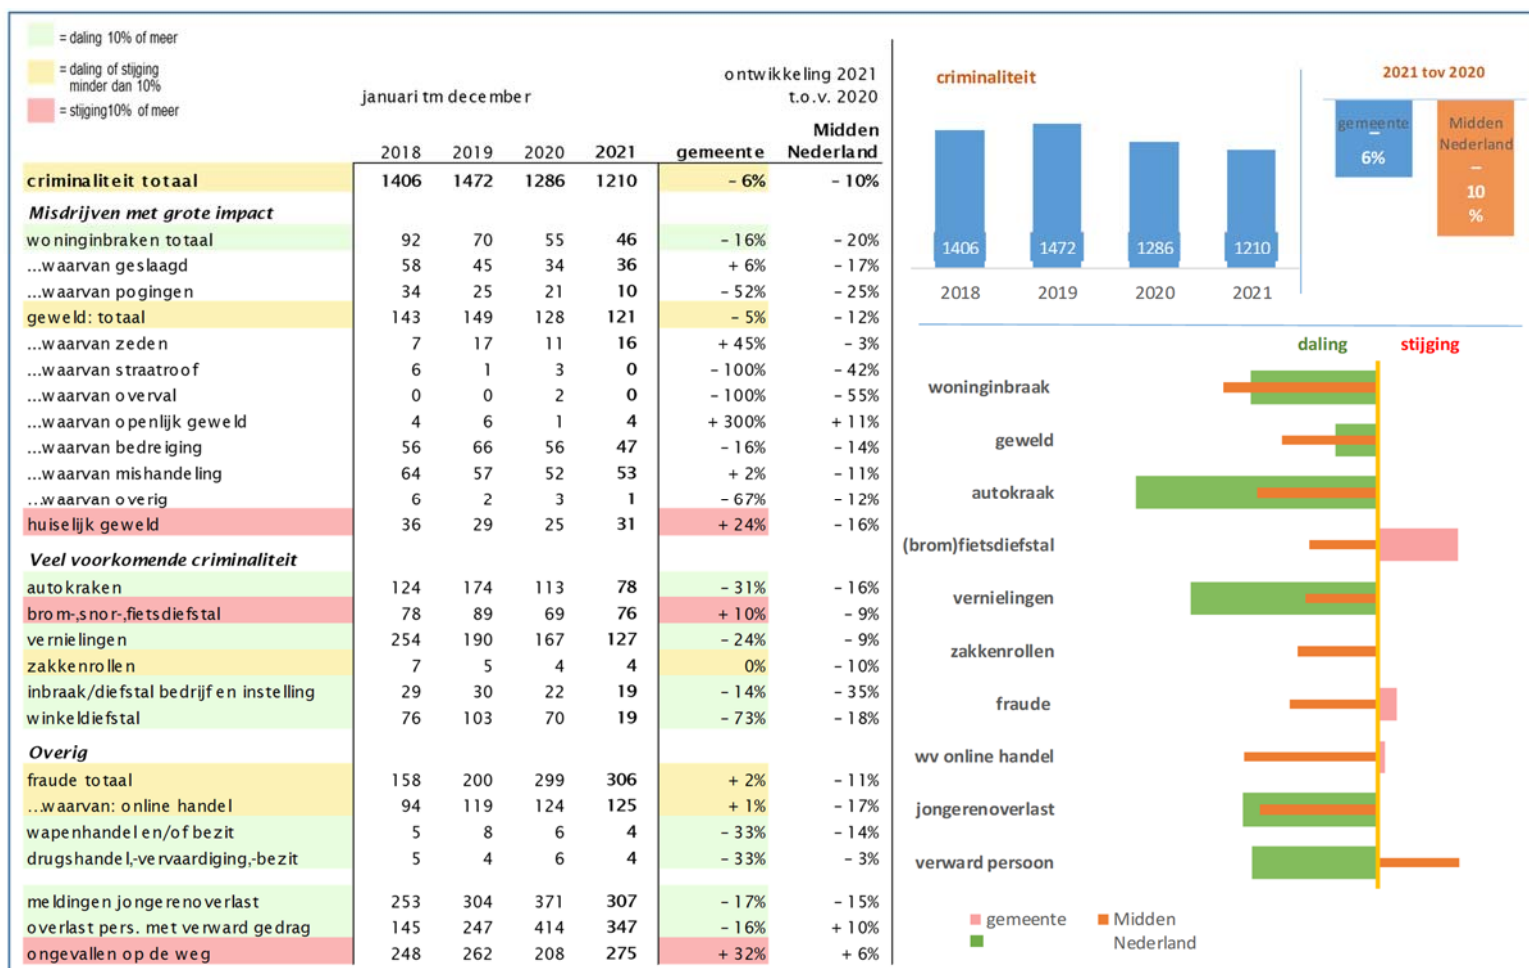 = daling 10% of meer
= daling of stijging
minder dan 10%
= stijging10% of meer
januari tm december
ontwikkeling 2021
t.o.v. 2020
2018 2019 2020 2021 gemeente Midden Nederland
criminaliteit totaal 1406 1472 1286 1210 – 6% – 10%
Misdrijven met grote impact
woninginbraken totaal 92 70 55 46 – 16% – 20%
...waarvan geslaagd 58 45 34 36 + 6% – 17%
...waarvan pogingen 34 25 21 10 – 52% – 25%
geweld: totaal 143 149 128 121 – 5% – 12%
...waarvan zeden 7 17 11 16 + 45% – 3%
...waarvan straatroof 6 1 3 0 – 100% – 42%
...waarvan overval 0 0 2 0 – 100% – 55%
...waarvan openlijk geweld 4 6 1 4 + 300% + 11%
...waarvan bedreiging 56 66 56 47 – 16% – 14%
...waarvan mishandeling 64 57 52 53 + 2% – 11%
...waarvan overig 6 2 3 1 – 67% – 12%
huiselijk geweld 36 29 25 31 + 24% – 16%
Veel voorkomende criminaliteit
autokraken 124 174 113 78 – 31% – 16%
brom-,snor-,fietsdiefstal 78 89 69 76 + 10% – 9%
vernielingen 254 190 167 127 – 24% – 9%
zakkenrollen 7 5 4 4 0% – 10%
inbraak/diefstal bedrijf en instelling 29 30 22 19 – 14% – 35%
winkeldiefstal 76 103 70 19 – 73% – 18%
Overig
fraude totaal 158 200 299 306 + 2% – 11%
...waarvan: online handel 94 119 124 125 + 1% – 17%
wapenhandel en/of bezit 5 8 6 4 – 33% – 14%
drugshandel,-vervaardiging,-bezit 5 4 6 4 – 33% – 3%
meldingen jongerenoverlast 253 304 371 307 – 17% – 15%
overlast pers. met verward gedrag 145 247 414 347 – 16% + 10%
ongevallen op de weg 248 262 208 275 + 32% + 6%
criminaliteit
1406 1472 1286 1210
2018 2019 2020 2021
2021 tov 2020
gemeente
–
6%
Midden
Nederland
–
10
%
daling stijging
woninginbraak
geweld
autokraak
(brom)fietsdiefstal
vernielingen
zakkenrollen
fraude
wv online handel
jongerenoverlast
verward persoon
gemeente Midden
Nederland